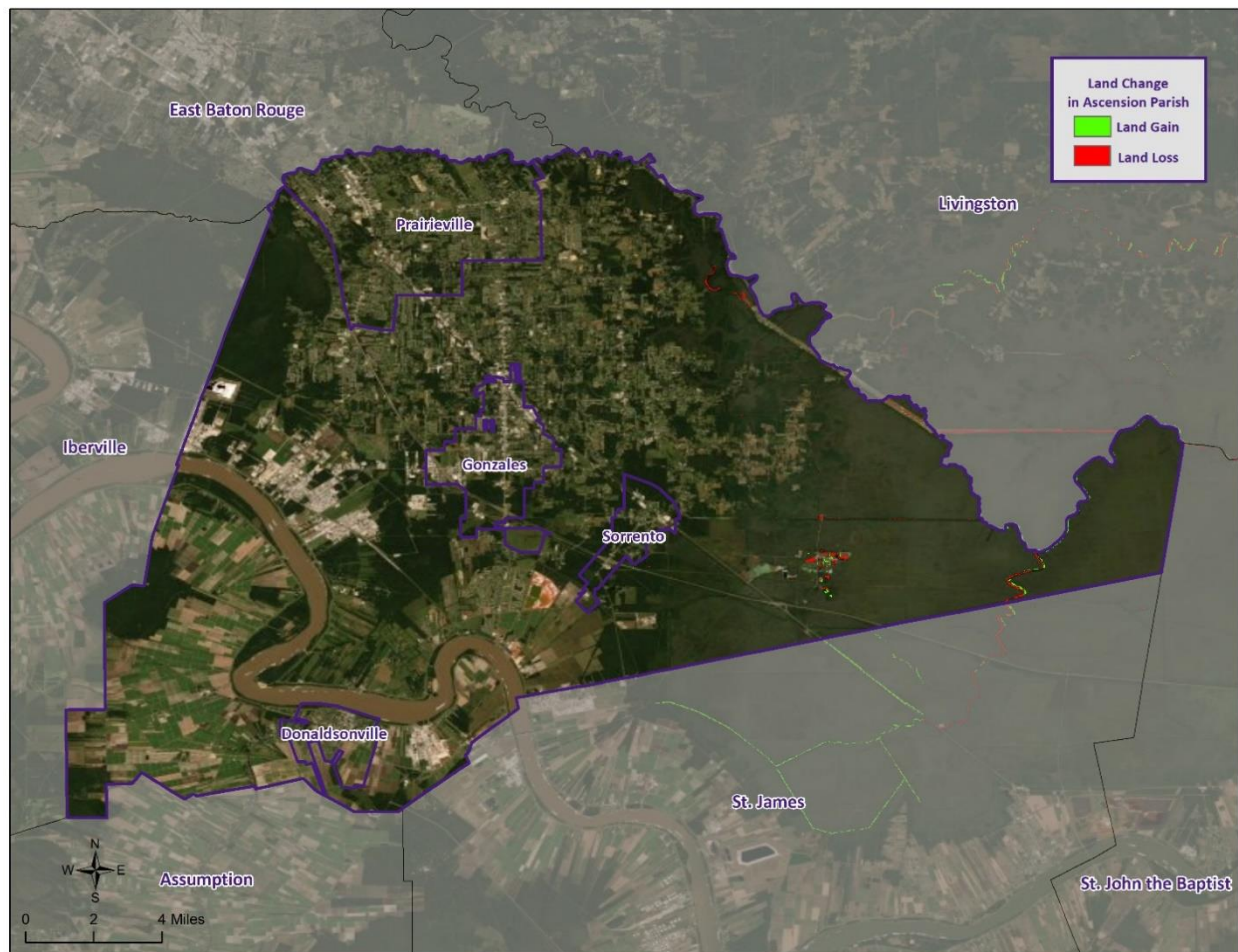 Land Change
in Ascension Parish
Land Gain
Land Loss
East Baton Rouge
Livingston
Prairieville
Iberville
Gonzales
Sorrento
Donaldsonville
St. James
Assumption
St. John the Baptist
N
W E
S
0 2 4 Miles